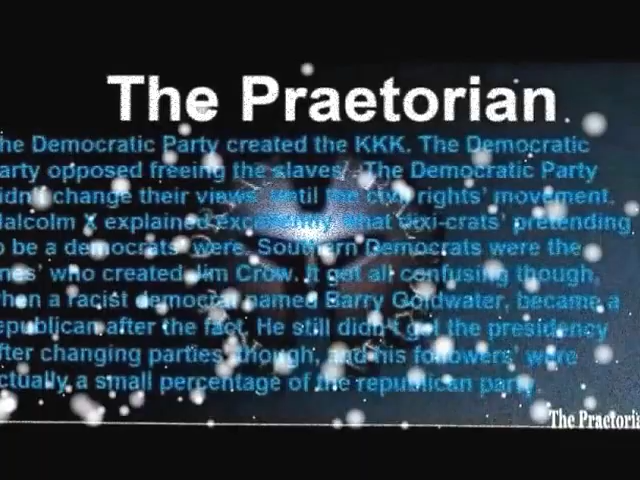 The Praetorian
he Democratic Party created the KKK. The Democratic
arty opposed freeing the slaves'. The Democratic Party
idn't change their views' until the civil rights' movement.
alcolm X explained excellently what dixi-crats' pretending
o be a democrats' were. Southern Democrats were the
nes' who created Jim Crow. It get all confusing though,
hen a racist democrat named Barry Goldwater, became a
epublican after the fact. He still didn't get the presidency
fter changing parties' though, and his followers' were
ctually a small percentage of the republican party
The Praetoria